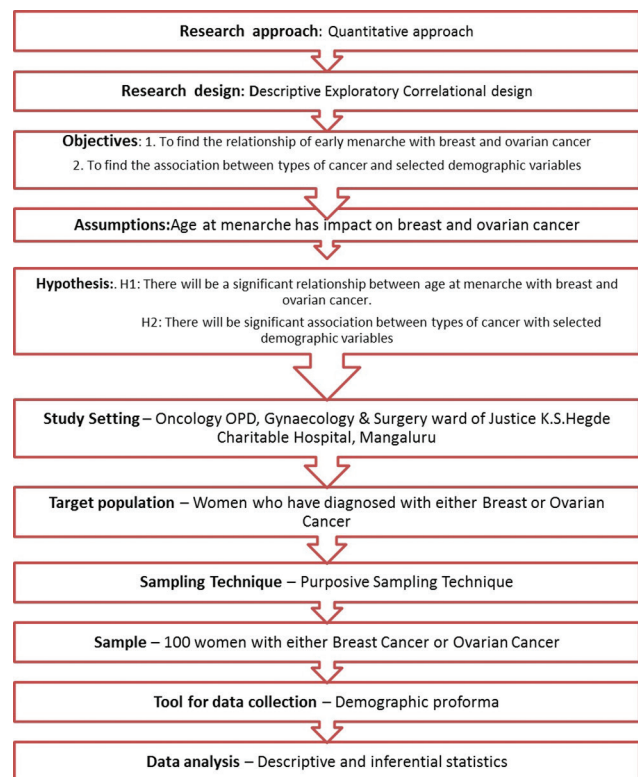 Research approach: Quantitative approach
Research design: Descriptive Exploratory Correlational design
Objectives: 1. To find the relationship of early menarche with breast and ovarian cancer
2. To find the association between types of cancer and selected demographic variables
Assumptions:Age at menarche has impact on breast and ovarian cancer
Hypothesis:. H1: There will be a significant relationship between age at menarche with breast and
ovarian cancer.
H2: There will be significant association between types of cancer with selected
demographic variables
Study Setting – Oncology OPD, Gynaecology & Surgery ward of Justice K.S.Hegde
Charitable Hospital, Mangaluru
Target population – Women who have diagnosed with either Breast or Ovarian
Cancer
Sampling Technique – Purposive Sampling Technique
Sample – 100 women with either Breast Cancer or Ovarian Cancer
Tool for data collection – Demographic proforma
Data analysis – Descriptive and inferential statistics